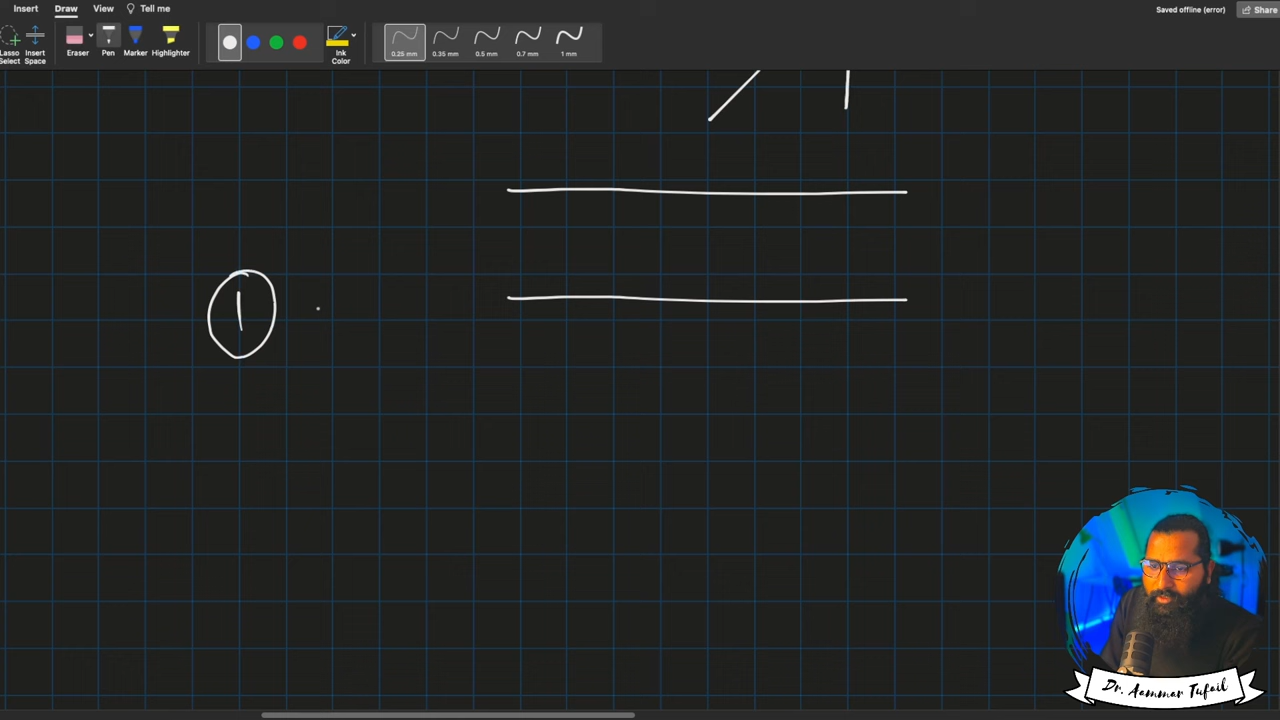 Insert Draw View Tell me Saved offline (error) Share
Lasso Select Insert Space Eraser Pen Marker Highlighter Ink Color 0.25 mm 0.35 mm 0.5 mm 0.7 mm 1 mm
1
Dr. Aammar Tufail